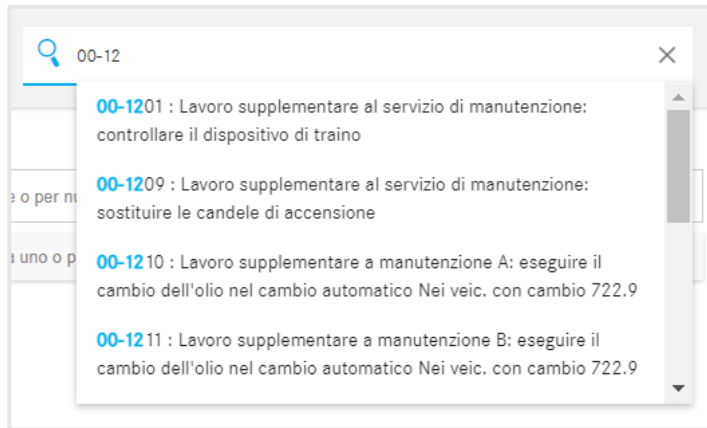 00-12
00-1201 : Lavoro supplementare al servizio di manutenzione:
controllare il dispositivo di traino
00-1209 : Lavoro supplementare al servizio di manutenzione:
sostituire le candele di accensione
e o per nu
00-1210 : Lavoro supplementare a manutenzione A: eseguire il
cambio dell'olio nel cambio automatico Nei veic. con cambio 722.9
a uno o p
00-1211 : Lavoro supplementare a manutenzione B: eseguire il
cambio dell'olio nel cambio automatico Nei veic. con cambio 722.9